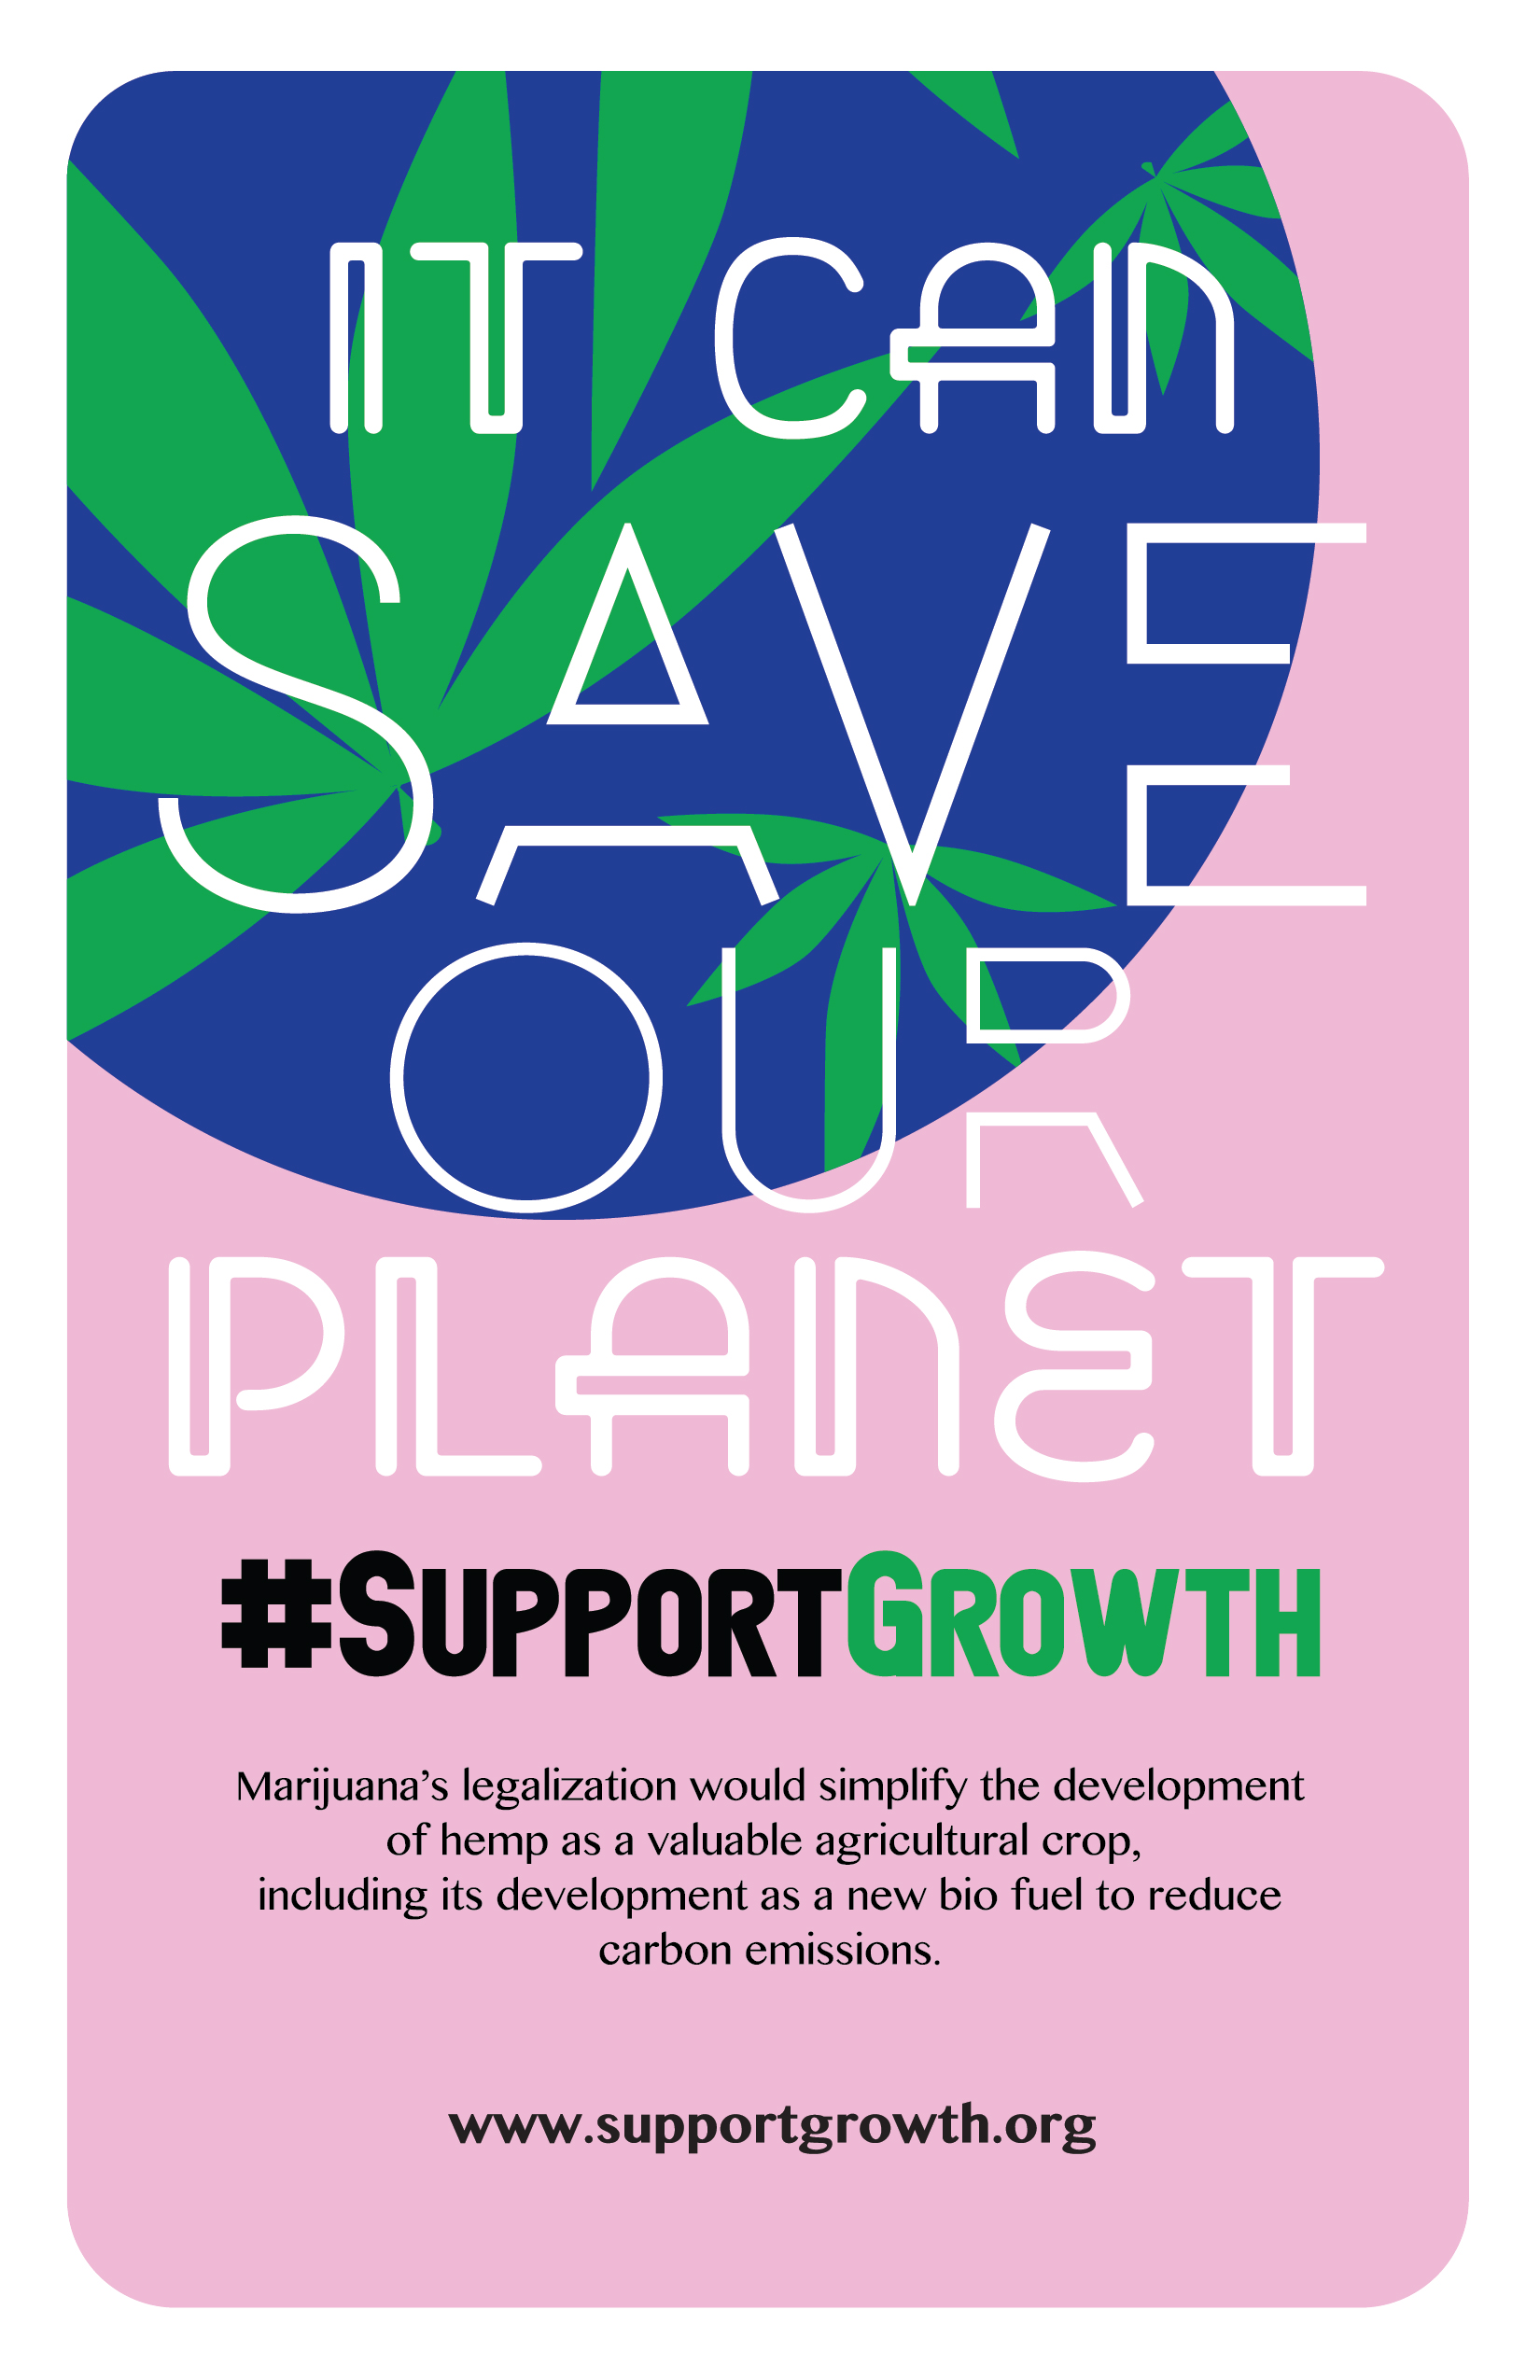 IT CAN
SAVE
OUR
PLANET
#SUPPORTGROWTH
Marijuana’s legalization would simplify the development
of hemp as a valuable agricultural crop,
including its development as a new bio fuel to reduce
carbon emissions.
www.supportgrowth.org